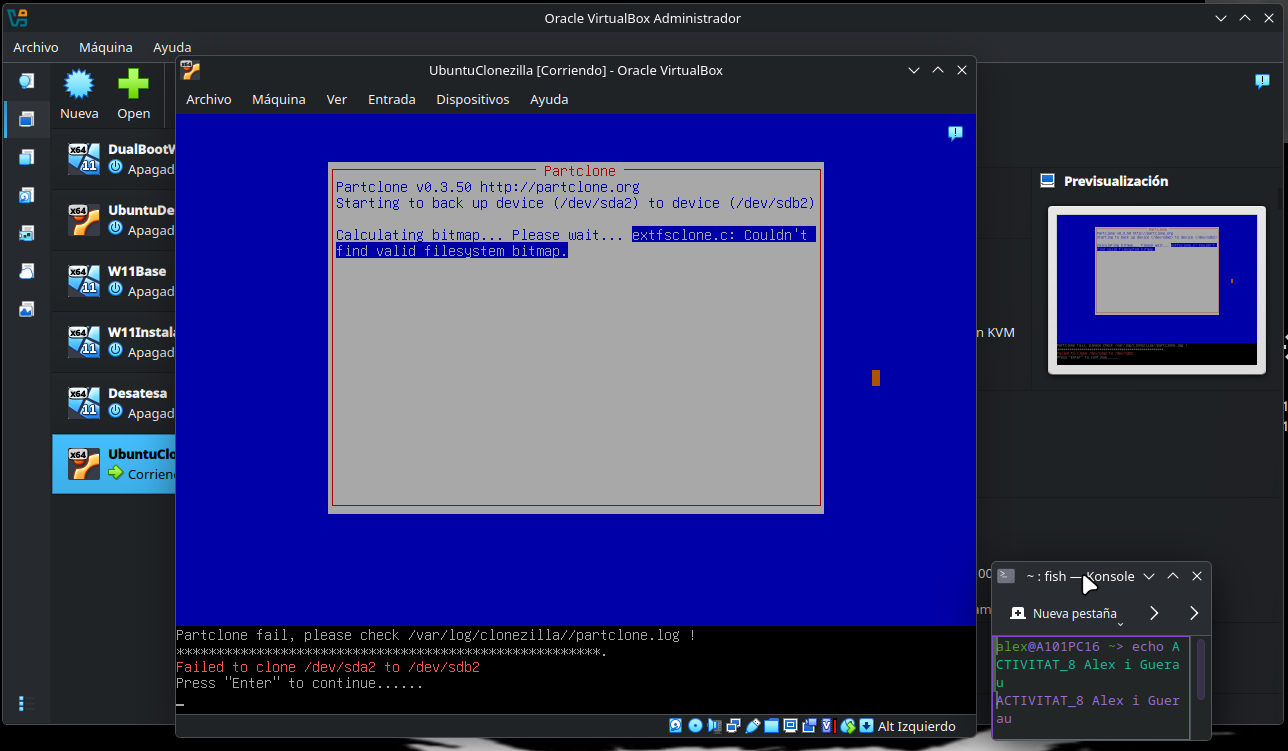 Oracle VirtualBox Administrador
Archivo Máquina Ayuda
Nueva
Open
DualBootW
Apagad
UbuntuDe
Apagad
W11Base
Apagad
W11Instala
Apagad
Desatesa
Apagad
UbuntuClo
Corrien
UbuntuClonezilla [Corriendo] - Oracle VirtualBox
Archivo Máquina Ver Entrada Dispositivos Ayuda
Partclone
Partclone v0.3.50 http://partclone.org
Starting to back up device (/dev/sda2) to device (/dev/sdb2)
Calculating bitmap... Please wait... extfsclone.c: Couldn't
find valid filesystem bitmap.
Partclone fail, please check /var/log/clonezilla//partclone.log !
Failed to clone /dev/sda2 to /dev/sdb2
Press "Enter" to continue......
Alt Izquierdo
Previsualización
n KVM
~ : fish — Konsole
Nueva pestaña
alex@A101PC16 ~> echo A
CTIVITAT_8 Alex i Guera
u
ACTIVITAT_8 Alex i Guer
au